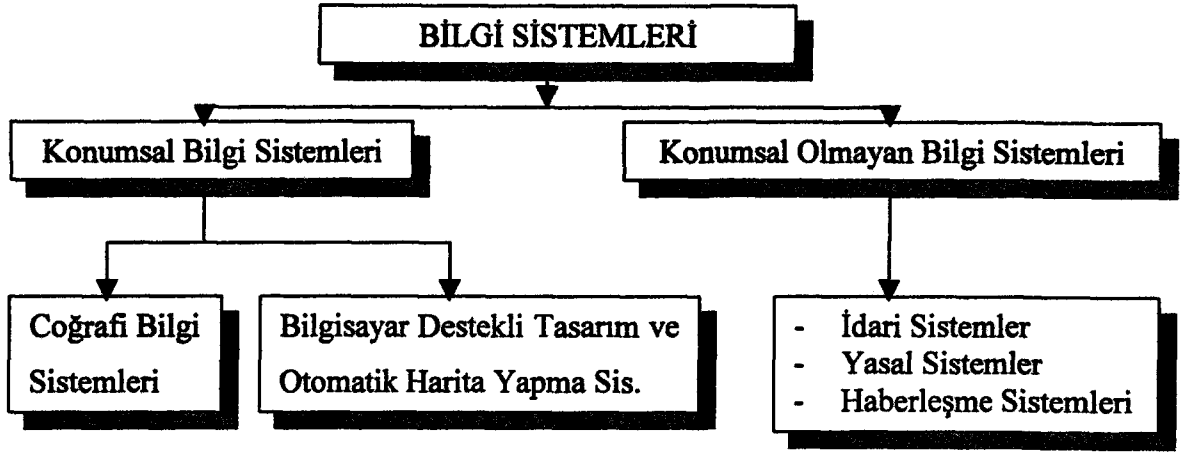 BİLGİ SİSTEMLERİ
Konumsal Bilgi Sistemleri
Konumsal Olmayan Bilgi Sistemleri
Coğrafi Bilgi
Sistemleri
Bilgisayar Destekli Tasarım ve
Otomatik Harita Yapma Sis.
- İdari Sistemler
- Yasal Sistemler
- Haberleşme Sistemleri